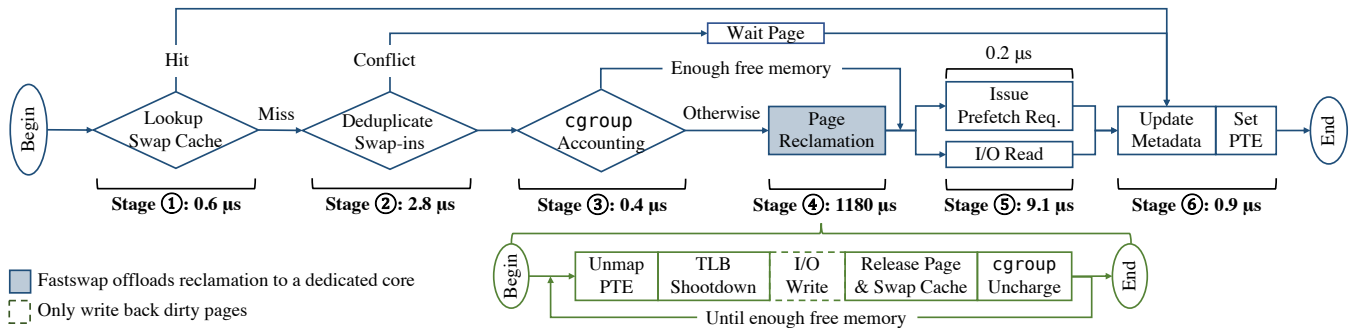 Wait Page
Hit
Conflict
Enough free memory
0.2 μs
Begin
Lookup
Swap Cache
Miss
Deduplicate
Swap-ins
cgroup
Accounting
Otherwise
Page
Reclamation
Issue
Prefetch Req.
I/O Read
Update
Metadata
Set
PTE
End
Stage ①: 0.6 μs
Stage ②: 2.8 μs
Stage ③: 0.4 μs
Stage ④: 1180 μs
Stage ⑤: 9.1 μs
Stage ⑥: 0.9 μs
Begin
Unmap
PTE
TLB
Shootdown
I/O
Write
Release Page
& Swap Cache
cgroup
Uncharge
End
Until enough free memory
Fastswap offloads reclamation to a dedicated core
Only write back dirty pages